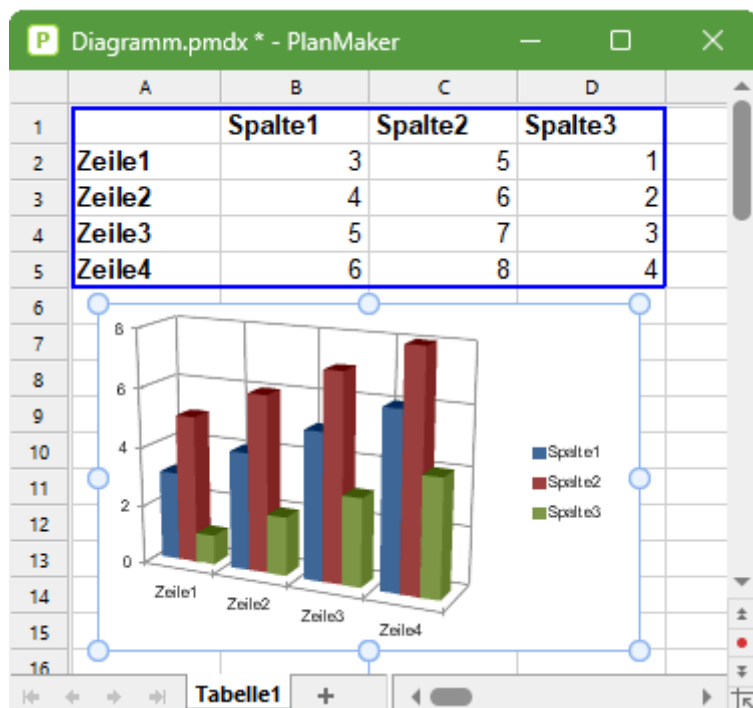 P Diagramm.pmdx * - PlanMaker
A B C D
1 Spalte1 Spalte2 Spalte3
2 Zeile1 3 5 1
3 Zeile2 4 6 2
4 Zeile3 5 7 3
5 Zeile4 6 8 4
6
7
8
9
10
11
12
13
14
15
16
8
6
4
2
0
Zeile1 Zeile2 Zeile3 Zeile4
Spalte1
Spalte2
Spalte3
Tabelle1 +